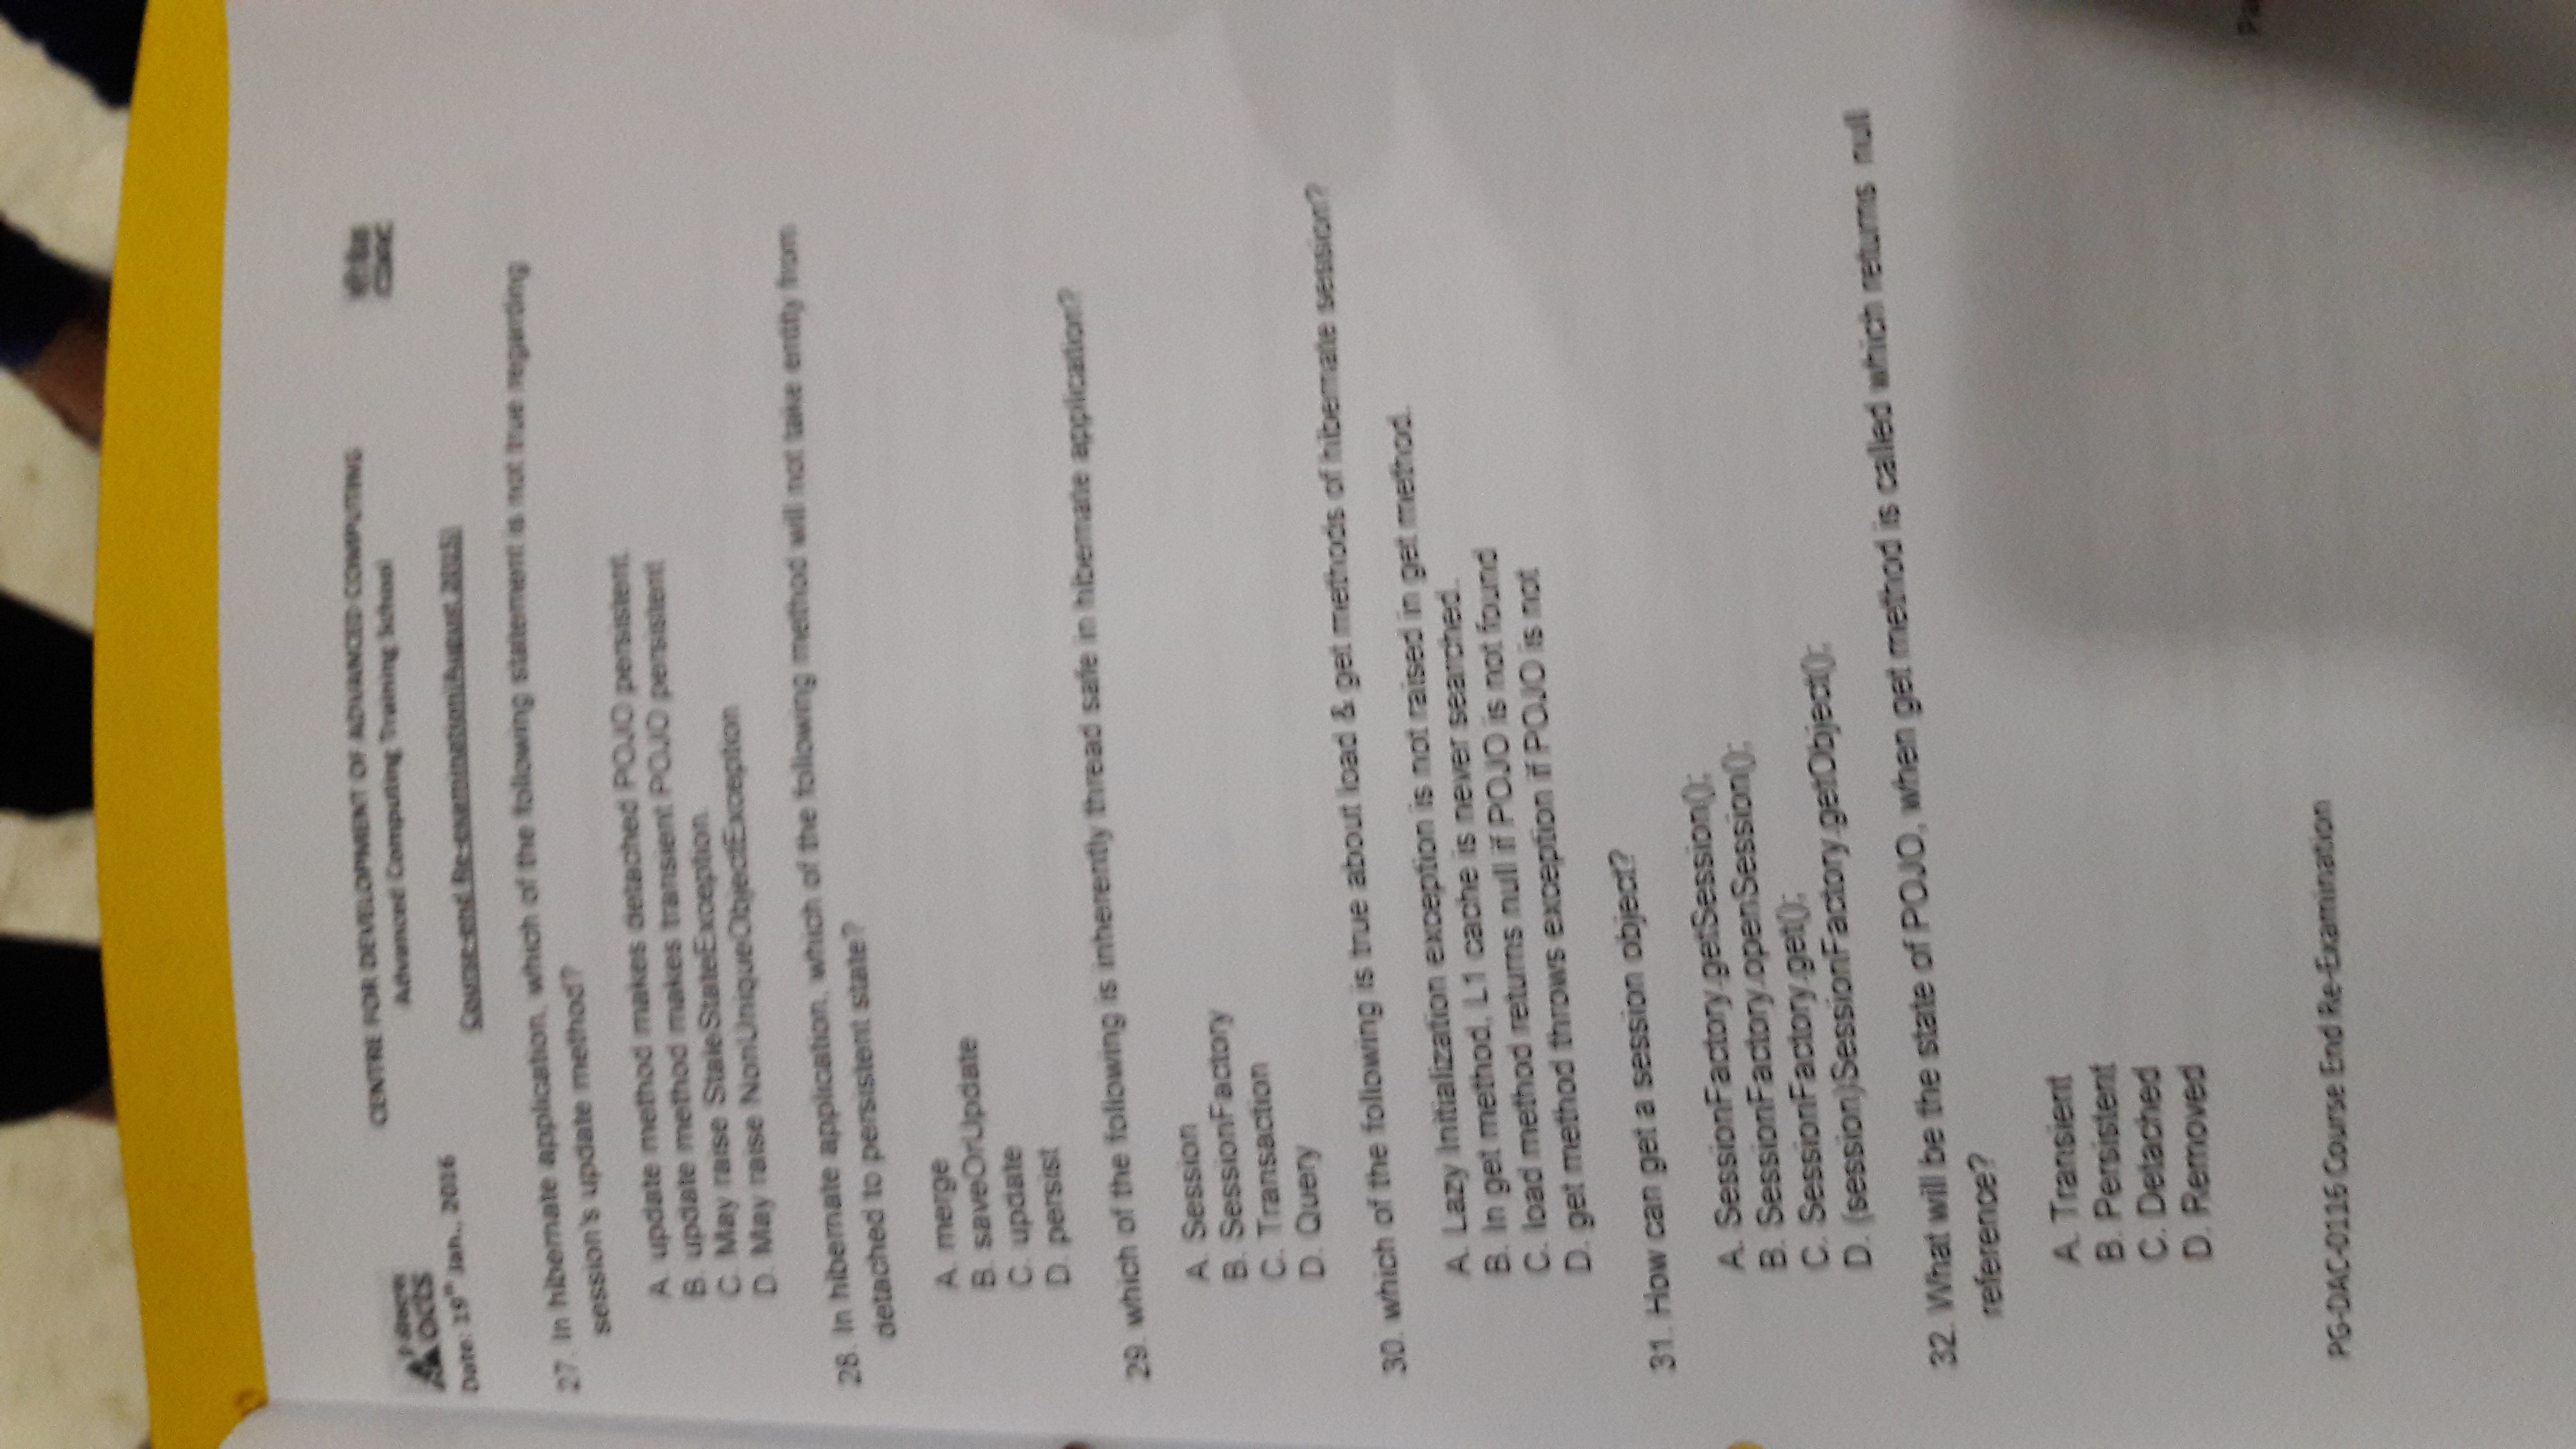 CENTRE FOR DEVELOPMENT OF ADVANCED COMPUTING
Advanced Computing Training School
acts
Date: 19th Jan., 2016
Course-end Re-examination(August 2015)
27. In hibernate application, which of the following statement is not true regarding
session's update method?
A. update method makes detached POJO persistent.
B. update method makes transient POJO persistent
C. May raise StaleStateException.
D. May raise NonUniqueObjectException
28. In hibernate application, which of the following method will not take entity from
detached to persistent state?
A. merge
B. saveOrUpdate
C. update
D. persist
29. which of the following is inherently thread safe in hibernate application?
A. Session
B. SessionFactory
C. Transaction
D. Query
30. which of the following is true about load & get methods of hibernate session?
A. Lazy Initialization exception is not raised in get method.
B. In get method, L1 cache is never searched.
C. load method returns null if POJO is not found
D. get method throws exception if POJO is not
31. How can get a session object?
A. SessionFactory.getSession();
B. SessionFactory.openSession();
C. SessionFactory.get();
D. (session)SessionFactory.getObject();
32. What will be the state of POJO, when get method is called which returns null
reference?
A. Transient
B. Persistent
C. Detached
D. Removed
PG-DAC-0116 Course End Re-Examination